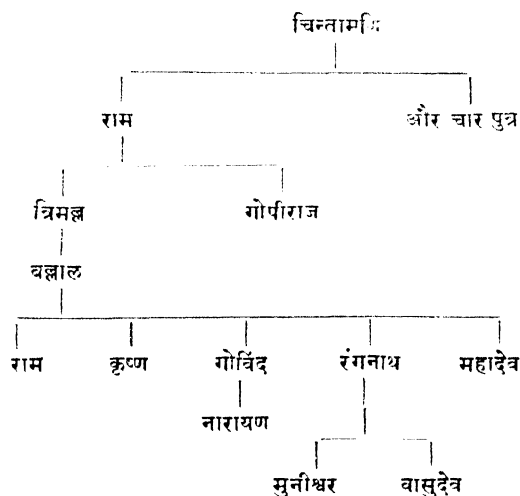 चिन्तामणि
राम और चार पुत्र
त्रिमल्ल गोपीराज
बल्लाल
राम कृष्ण गोविंद रंगनाथ महादेव
नारायण
मुनीश्वर वासुदेव